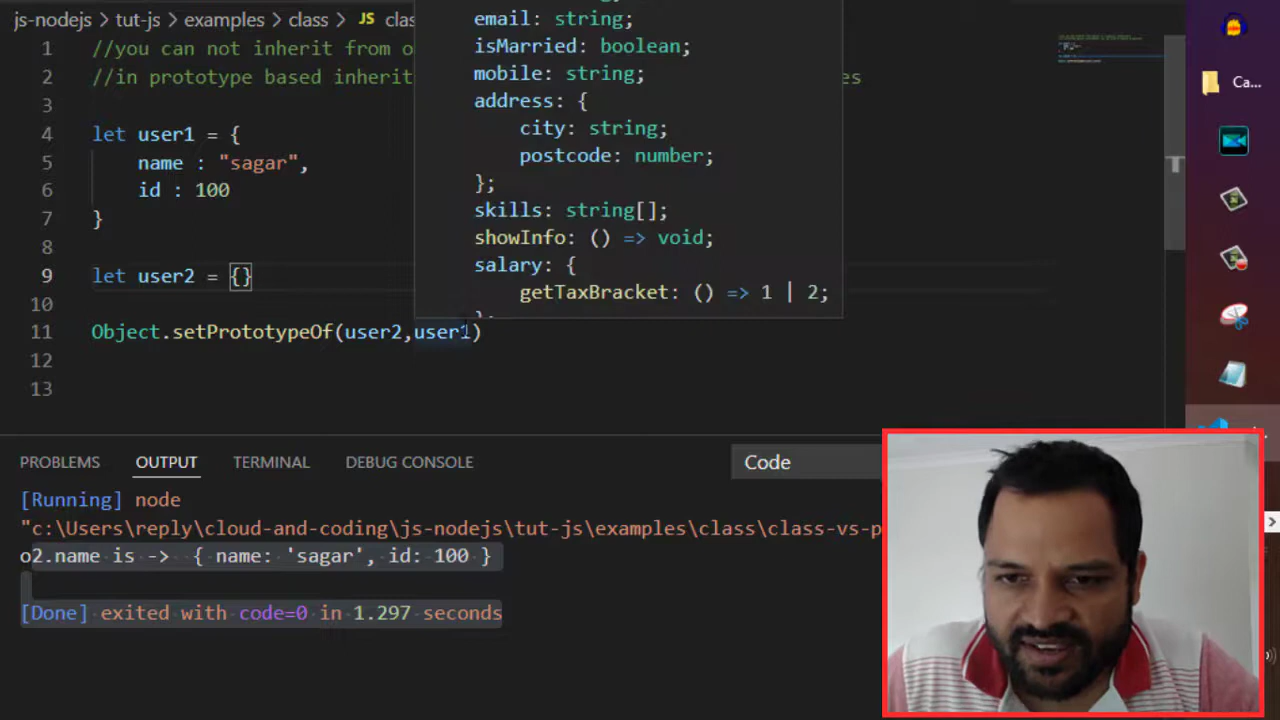 js-nodejs > tut-js > examples > class > JS clas
1 //you can not inherit from o
2 //in prototype based inherit
es
3
4 let user1 = {
5 name : "sagar",
6 id : 100
7 }
8
9 let user2 = {}
10
11 Object.setPrototypeOf(user2,user1)
12
13
email: string;
isMarried: boolean;
mobile: string;
address: {
city: string;
postcode: number;
};
skills: string[];
showInfo: () => void;
salary: {
getTaxBracket: () => 1 | 2;
};
Ca...
PROBLEMS OUTPUT TERMINAL DEBUG CONSOLE Code
[Running] node
"c:\Users\reply\cloud-and-coding\js-nodejs\tut-js\examples\class\class-vs-p
o2.name is -> { name: 'sagar', id: 100 }
[Done] exited with code=0 in 1.297 seconds